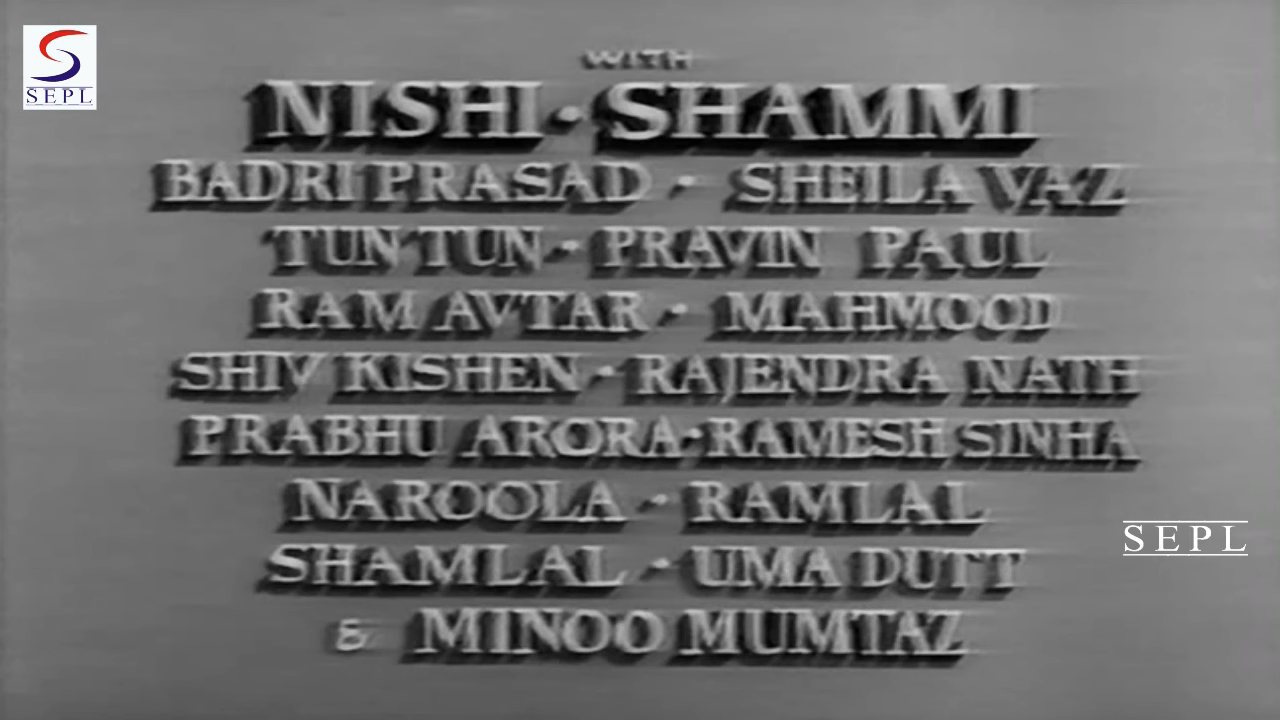 SEPL
WITH
NISHI · SHAMMI
BADRI PRASAD · SHEILA VAZ
TUN TUN · PRAVIN PAUL
RAM AVTAR · MAHMOOD
SHIV KISHEN · RAJENDRA NATH
PRABHU ARORA · RAMESH SINHA
NAROOLA · RAMLAL
SEPL
SHAMLAL · UMA DUTT
& MINOO MUMTAZ